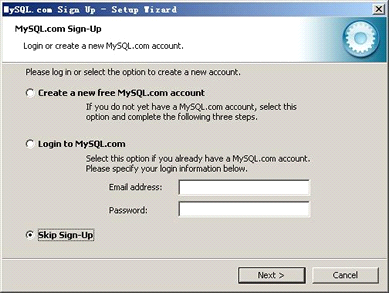 MySQL.com Sign Up - Setup Wizard
MySQL.com Sign-Up
Login or create a new MySQL.com account.
Please log in or select the option to create a new account.
Create a new free MySQL.com account
If you do not yet have a MySQL.com account, select this
option and complete the following three steps.
Login to MySQL.com
Select this option if you already have a MySQL.com account.
Please specify your login information below.
Email address:
Password:
Skip Sign-Up
Next >
Cancel